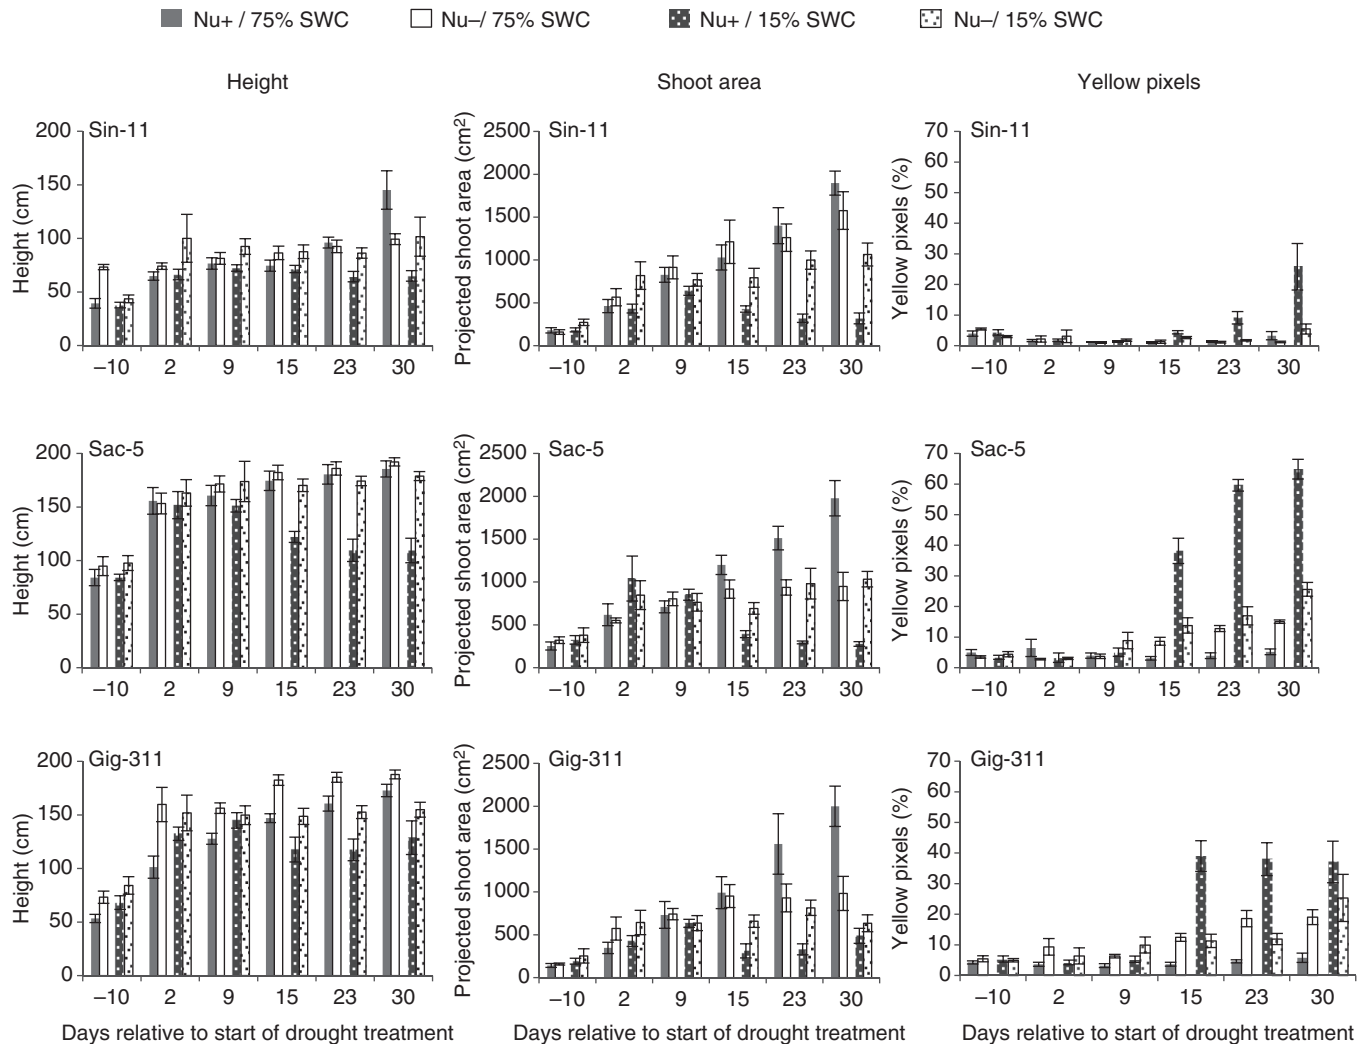 Nu+ / 75% SWC Nu–/ 75% SWC Nu+ / 15% SWC Nu–/ 15% SWC
Height Shoot area Yellow pixels
Sin-11
Height (cm)
200
150
100
50
0
–10 2 9 15 23 30
Sin-11
Projected shoot area (cm²)
2500
2000
1500
1000
500
0
–10 2 9 15 23 30
Sin-11
Yellow pixels (%)
70
60
50
40
30
20
10
0
–10 2 9 15 23 30
Sac-5
Height (cm)
200
150
100
50
0
–10 2 9 15 23 30
Sac-5
Projected shoot area (cm²)
2500
2000
1500
1000
500
0
–10 2 9 15 23 30
Sac-5
Yellow pixels (%)
70
60
50
40
30
20
10
0
–10 2 9 15 23 30
Gig-311
Height (cm)
200
150
100
50
0
–10 2 9 15 23 30
Days relative to start of drought treatment
Gig-311
Projected shoot area (cm²)
2500
2000
1500
1000
500
0
–10 2 9 15 23 30
Days relative to start of drought treatment
Gig-311
Yellow pixels (%)
70
60
50
40
30
20
10
0
–10 2 9 15 23 30
Days relative to start of drought treatment